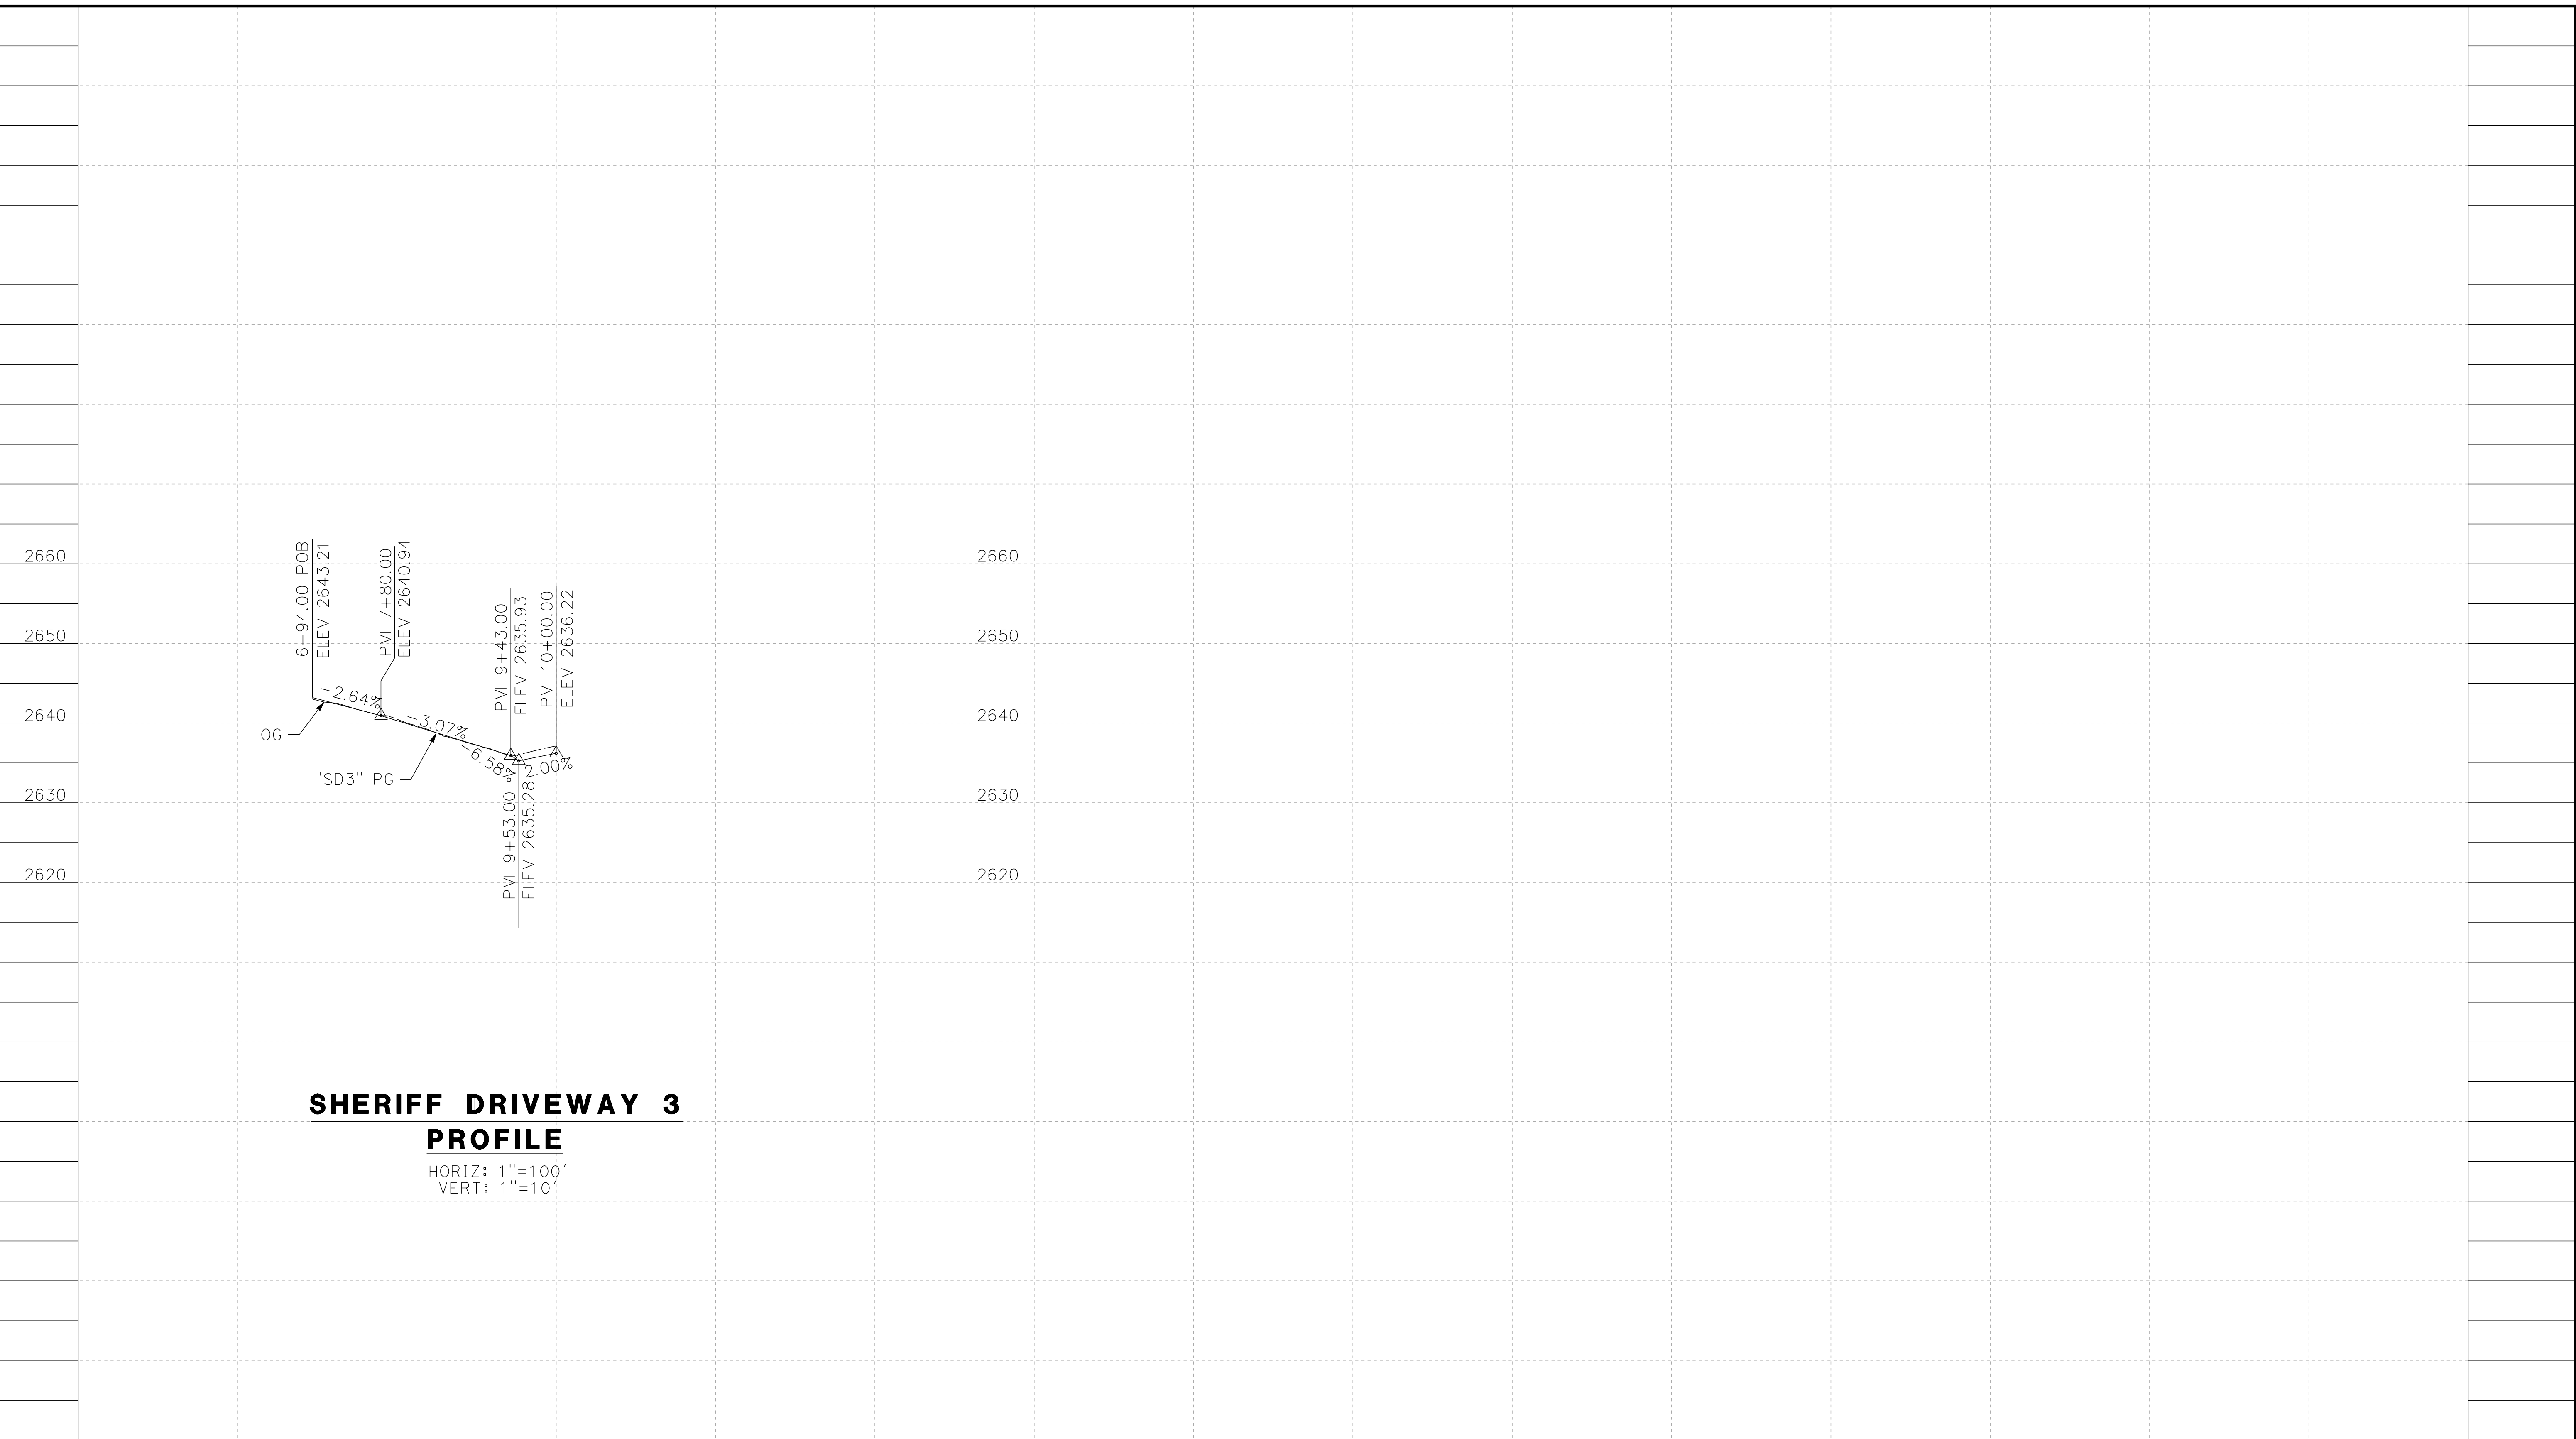 2660
2650
2640
2630
2620
6+94.00 POB
ELEV 2643.21
PVI 7+80.00
ELEV 2640.94
PVI 9+43.00
ELEV 2635.93
PVI 10+00.00
ELEV 2636.22
-2.64%
-3.07%
-6.58%
2.00%
OG
"SD3" PG
PVI 9+53.00
ELEV 2635.28
2660
2650
2640
2630
2620
SHERIFF DRIVEWAY 3
PROFILE
HORIZ: 1"=100'
VERT: 1"=10'